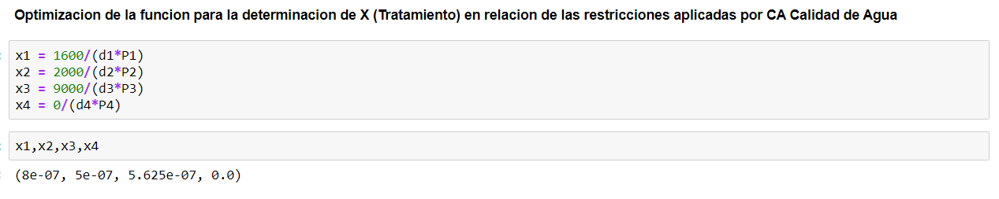 Optimizacion de la funcion para la determinacion de X (Tratamiento) en relacion de las restricciones aplicadas por CA Calidad de Agua
x1 = 1600/(d1*P1)
x2 = 2000/(d2*P2)
x3 = 9000/(d3*P3)
x4 = 0/(d4*P4)
x1,x2,x3,x4
(8e-07, 5e-07, 5.625e-07, 0.0)